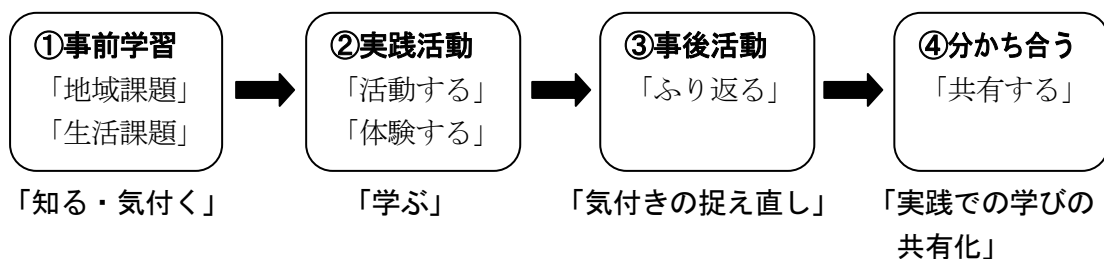 ①事前学習
「地域課題」
「生活課題」
「知る・気付く」
②実践活動
「活動する」
「体験する」
「学ぶ」
③事後活動
「ふり返る」
「気付きの捉え直し」
④分かち合う
「共有する」
「実践での学びの
共有化」